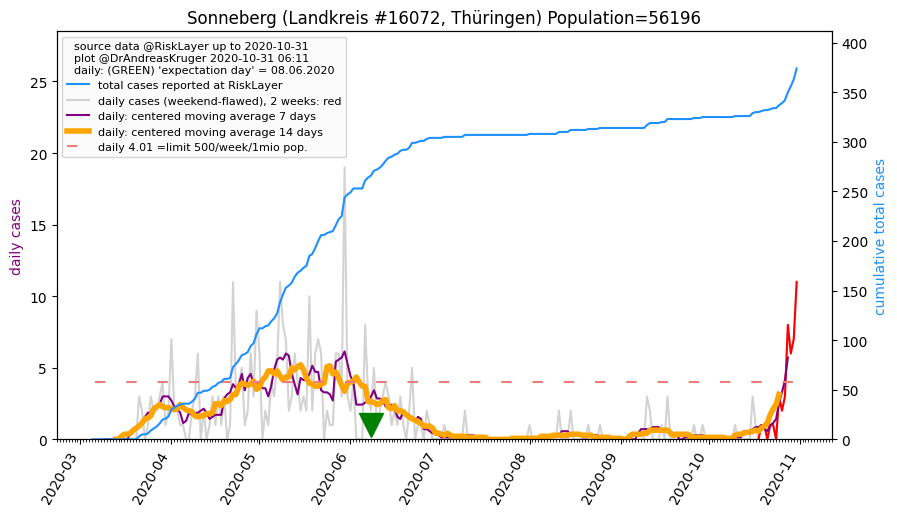 Sonneberg (Landkreis #16072, Thüringen) Population=56196
source data @RiskLayer up to 2020-10-31
plot @DrAndreasKruger 2020-10-31 06:11
daily: (GREEN) 'expectation day' = 08.06.2020
total cases reported at RiskLayer
daily cases (weekend-flawed), 2 weeks: red
daily: centered moving average 7 days
daily: centered moving average 14 days
daily 4.01 =limit 500/week/1mio pop.
daily cases
25
20
15
10
5
0
cumulative total cases
400
350
300
250
200
150
100
50
0
2020-03
2020-04
2020-05
2020-06
2020-07
2020-08
2020-09
2020-10
2020-11